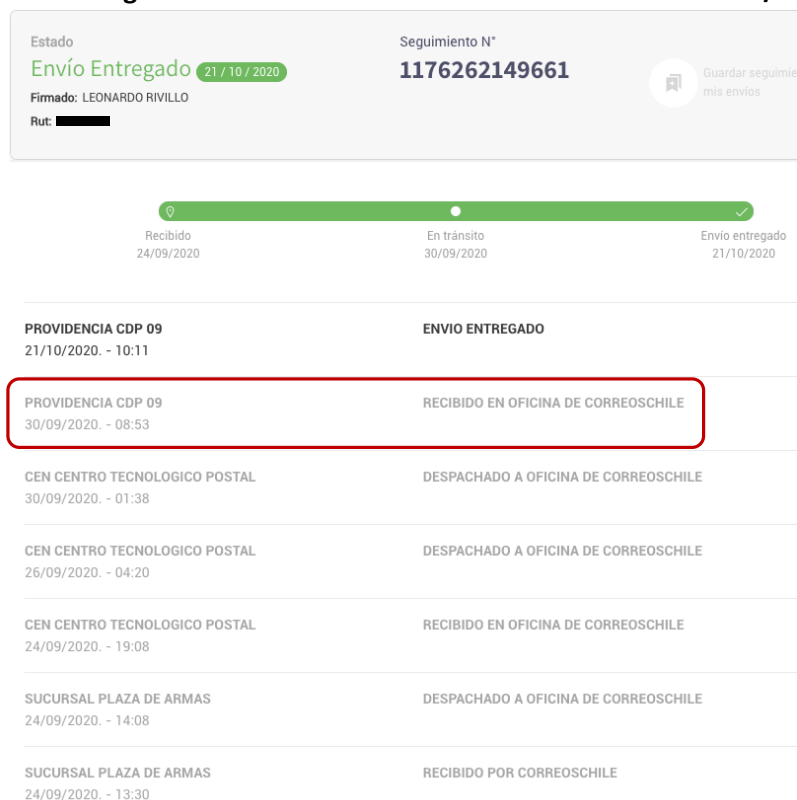 Estado
Envío Entregado 21 / 10 / 2020
Firmado: LEONARDO RIVILLO
Rut:
Seguimiento N°
1176262149661
Guardar seguimie
mis envíos
Recibido
24/09/2020
En tránsito
30/09/2020
Envío entregado
21/10/2020
PROVIDENCIA CDP 09 ENVIO ENTREGADO
21/10/2020. - 10:11
PROVIDENCIA CDP 09 RECIBIDO EN OFICINA DE CORREOSCHILE
30/09/2020. - 08:53
CEN CENTRO TECNOLOGICO POSTAL DESPACHADO A OFICINA DE CORREOSCHILE
30/09/2020. - 01:38
CEN CENTRO TECNOLOGICO POSTAL DESPACHADO A OFICINA DE CORREOSCHILE
26/09/2020. - 04:20
CEN CENTRO TECNOLOGICO POSTAL RECIBIDO EN OFICINA DE CORREOSCHILE
24/09/2020. - 19:08
SUCURSAL PLAZA DE ARMAS DESPACHADO A OFICINA DE CORREOSCHILE
24/09/2020. - 14:08
SUCURSAL PLAZA DE ARMAS RECIBIDO POR CORREOSCHILE
24/09/2020. - 13:30